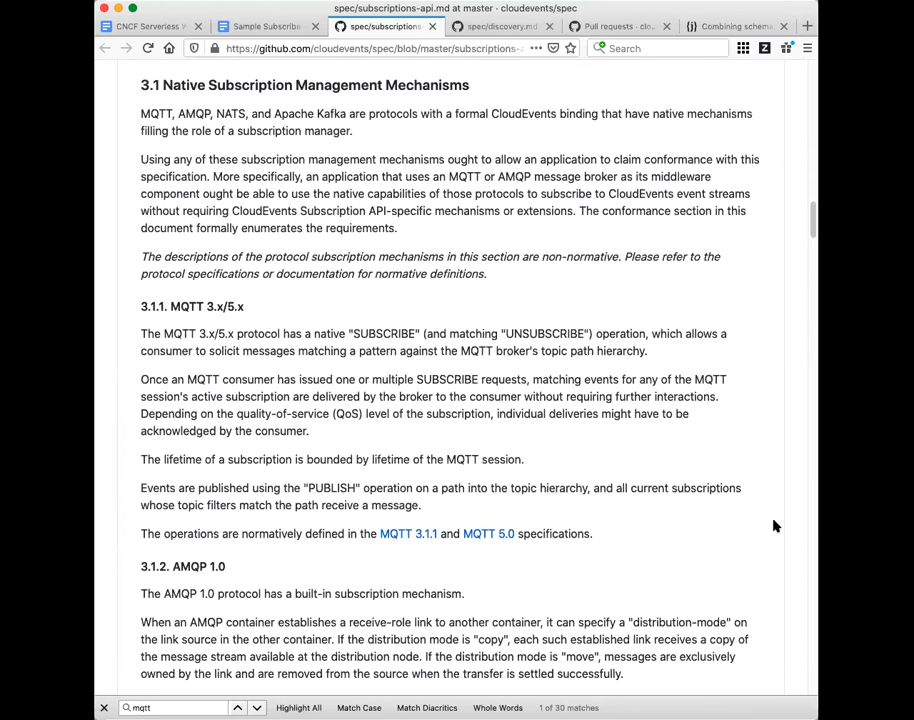 spec/subscriptions-api.md at master · cloudevents/spec
CNCF Serverless W
Sample Subscribe
spec/subscriptions
spec/discovery.md
Pull requests · clo
Combining schema
https://github.com/cloudevents/spec/blob/master/subscriptions-a
Search
3.1 Native Subscription Management Mechanisms
MQTT, AMQP, NATS, and Apache Kafka are protocols with a formal CloudEvents binding that have native mechanisms
filling the role of a subscription manager.
Using any of these subscription management mechanisms ought to allow an application to claim conformance with this
specification. More specifically, an application that uses an MQTT or AMQP message broker as its middleware
component ought be able to use the native capabilities of those protocols to subscribe to CloudEvents event streams
without requiring CloudEvents Subscription API-specific mechanisms or extensions. The conformance section in this
document formally enumerates the requirements.
The descriptions of the protocol subscription mechanisms in this section are non-normative. Please refer to the
protocol specifications or documentation for normative definitions.
3.1.1. MQTT 3.x/5.x
The MQTT 3.x/5.x protocol has a native "SUBSCRIBE" (and matching "UNSUBSCRIBE") operation, which allows a
consumer to solicit messages matching a pattern against the MQTT broker's topic path hierarchy.
Once an MQTT consumer has issued one or multiple SUBSCRIBE requests, matching events for any of the MQTT
session's active subscription are delivered by the broker to the consumer without requiring further interactions.
Depending on the quality-of-service (QoS) level of the subscription, individual deliveries might have to be
acknowledged by the consumer.
The lifetime of a subscription is bounded by lifetime of the MQTT session.
Events are published using the "PUBLISH" operation on a path into the topic hierarchy, and all current subscriptions
whose topic filters match the path receive a message.
The operations are normatively defined in the MQTT 3.1.1 and MQTT 5.0 specifications.
3.1.2. AMQP 1.0
The AMQP 1.0 protocol has a built-in subscription mechanism.
When an AMQP container establishes a receive-role link to another container, it can specify a "distribution-mode" on
the link source in the other container. If the distribution mode is "copy", each such established link receives a copy of
the message stream available at the distribution node. If the distribution mode is "move", messages are exclusively
owned by the link and are removed from the source when the transfer is settled successfully.
mqtt
Highlight All
Match Case
Match Diacritics
Whole Words
1 of 30 matches